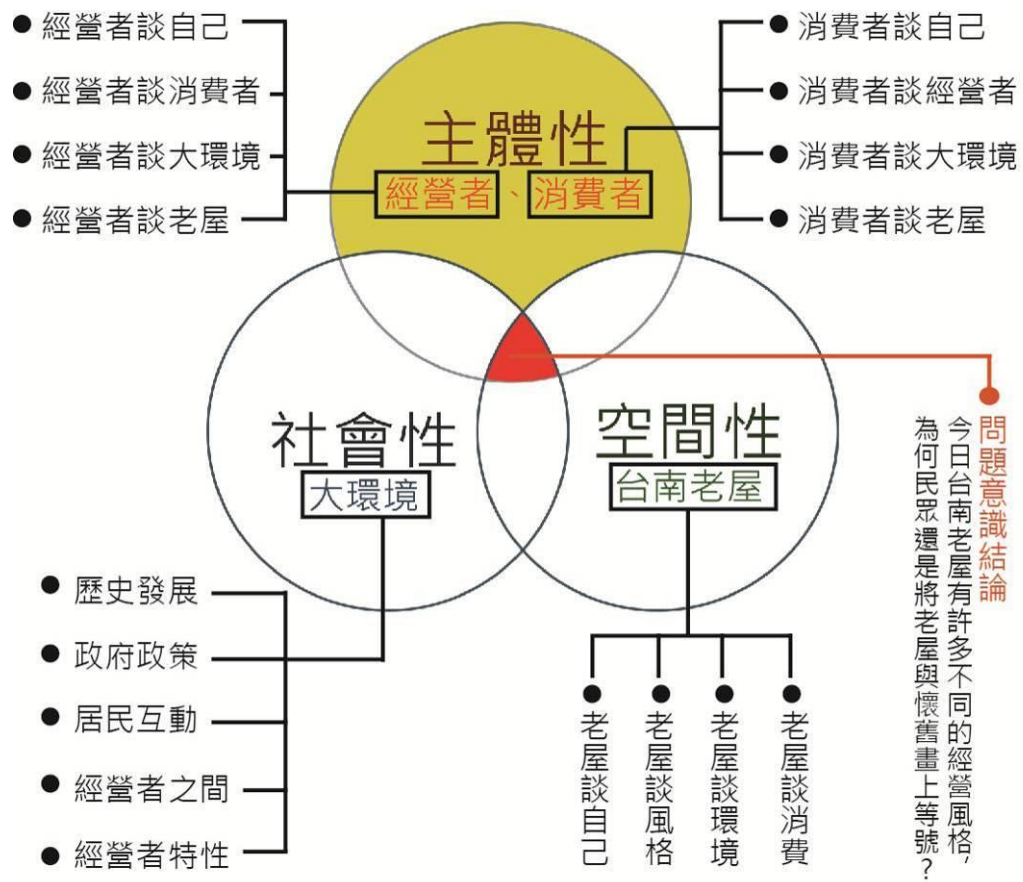 ● 經營者談自己
● 經營者談消費者
● 經營者談大環境
● 經營者談老屋
主體性
經營者、消費者
● 消費者談自己
● 消費者談經營者
● 消費者談大環境
● 消費者談老屋
社會性
大環境
空間性
台南老屋
● 歷史發展
● 政府政策
● 居民互動
● 經營者之間
● 經營者特性
● 老屋談自己
● 老屋談風格
● 老屋談環境
● 老屋談消費
問題意識結論
今日台南老屋有許多不同的經營風格,
為何民眾還是將老屋與懷舊畫上等號?